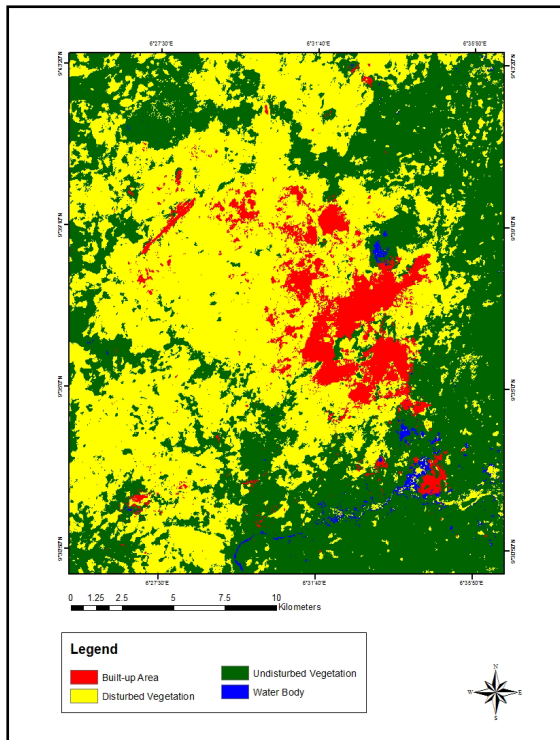 6°27'30"E 6°31'40"E 6°35'50"E
6°27'30"E 6°31'40"E 6°35'50"E
0 1.25 2.5 5 7.5 10
Kilometers
Legend
Built-up Area
Disturbed Vegetation
Undisturbed Vegetation
Water Body
N
W
E
S